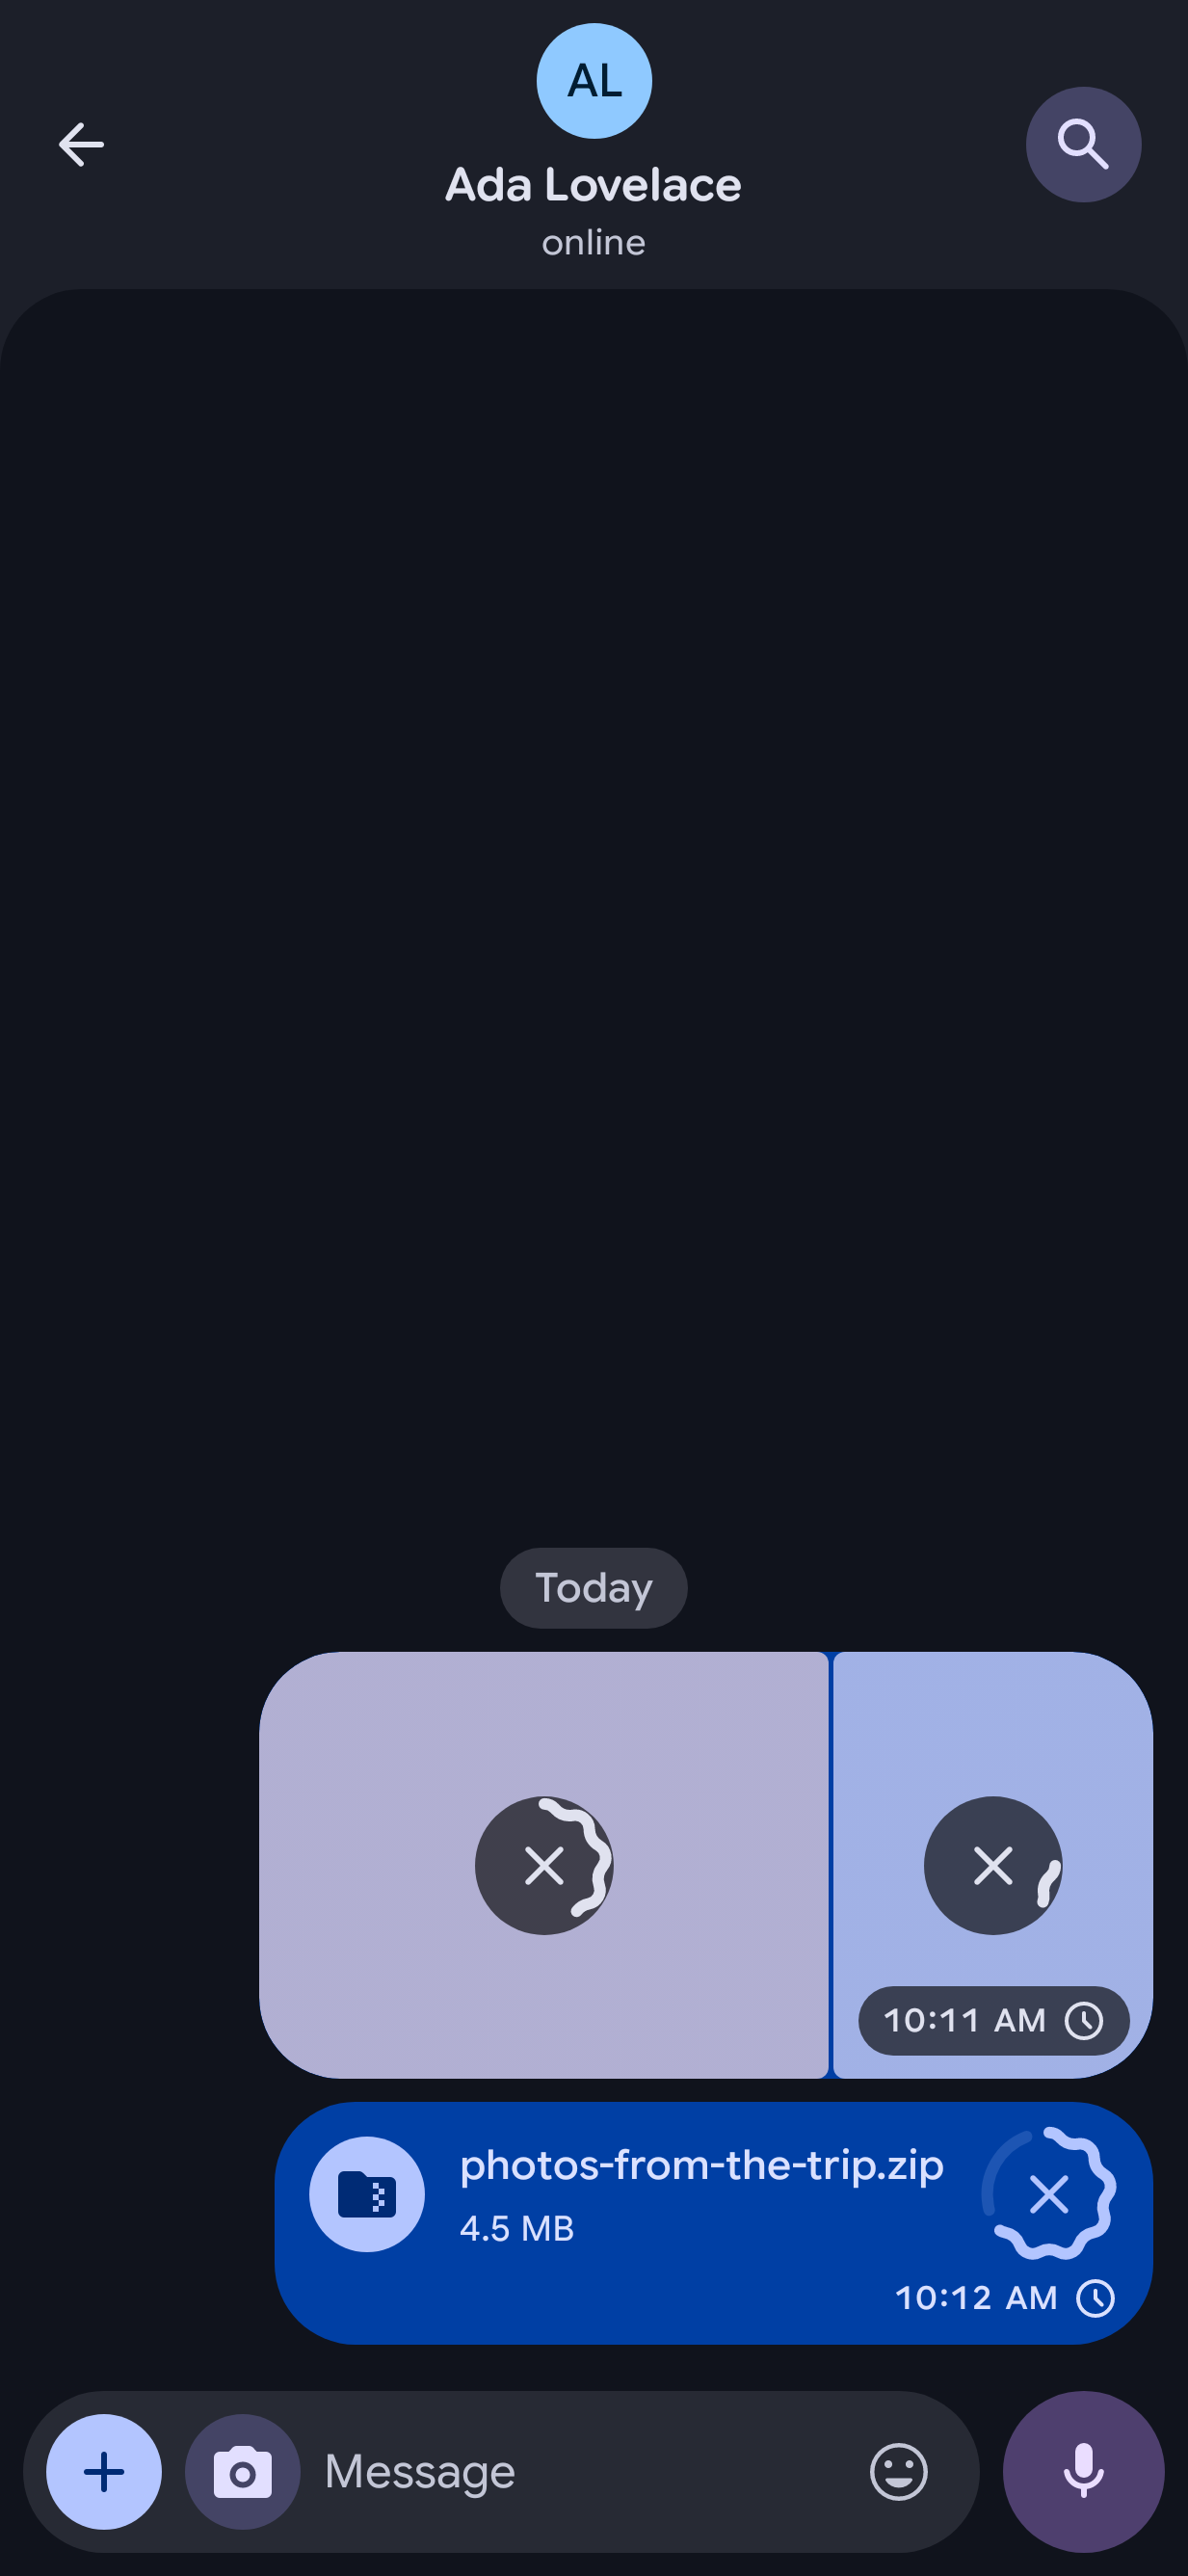 AL
Ada Lovelace
online
Today
10:11 AM
photos-from-the-trip.zip
4.5 MB
10:12 AM
Message